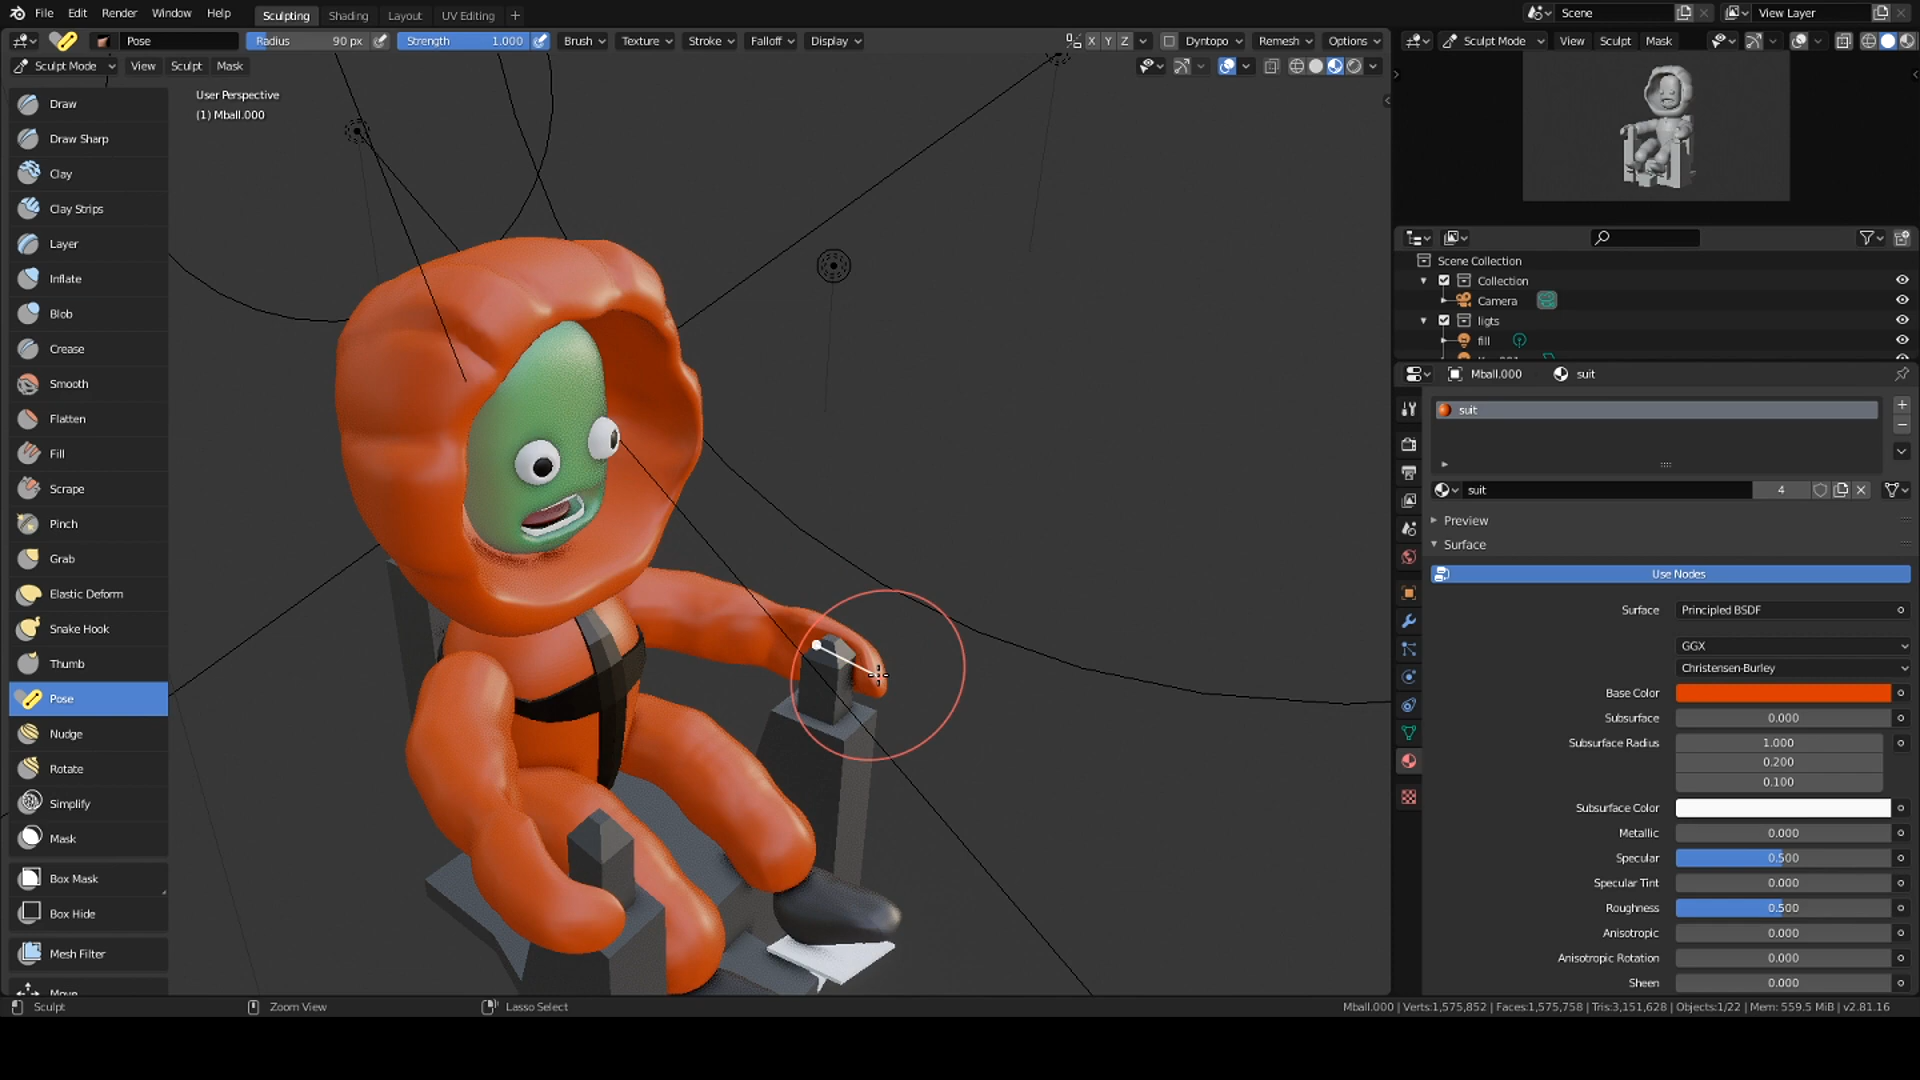 File Edit Render Window Help Sculpting Shading Layout UV Editing + Scene View Layer
Pose Radius 90 px Strength 1.000 Brush Texture Stroke Falloff Display X Y Z Dyntopo Remesh Options Sculpt Mode View Sculpt Mask
Sculpt Mode View Sculpt Mask
User Perspective
(1) Mball.000
Draw
Draw Sharp
Clay
Clay Strips
Layer
Inflate
Blob
Crease
Smooth
Flatten
Fill
Scrape
Pinch
Grab
Elastic Deform
Snake Hook
Thumb
Pose
Nudge
Rotate
Simplify
Mask
Box Mask
Box Hide
Mesh Filter
Move
Scene Collection
Collection
Camera
ligts
fill
Mball.000 suit
suit
suit 4
Preview
Surface
Use Nodes
Surface Principled BSDF
GGX
Christensen-Burley
Base Color
Subsurface 0.000
Subsurface Radius 1.000
0.200
0.100
Subsurface Color
Metallic 0.000
Specular 0.500
Specular Tint 0.000
Roughness 0.500
Anisotropic 0.000
Anisotropic Rotation 0.000
Sheen 0.000
Sculpt Zoom View Lasso Select Mball.000 | Verts:1,575,852 | Faces:1,575,758 | Tris:3,151,628 | Objects:1/22 | Mem: 559.5 MiB | v2.81.16